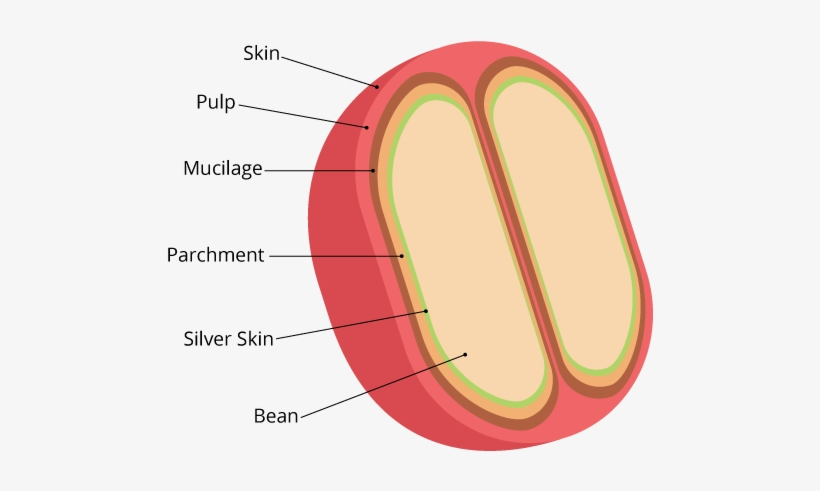 Skin
Pulp
Mucilage
Parchment
Silver Skin
Bean